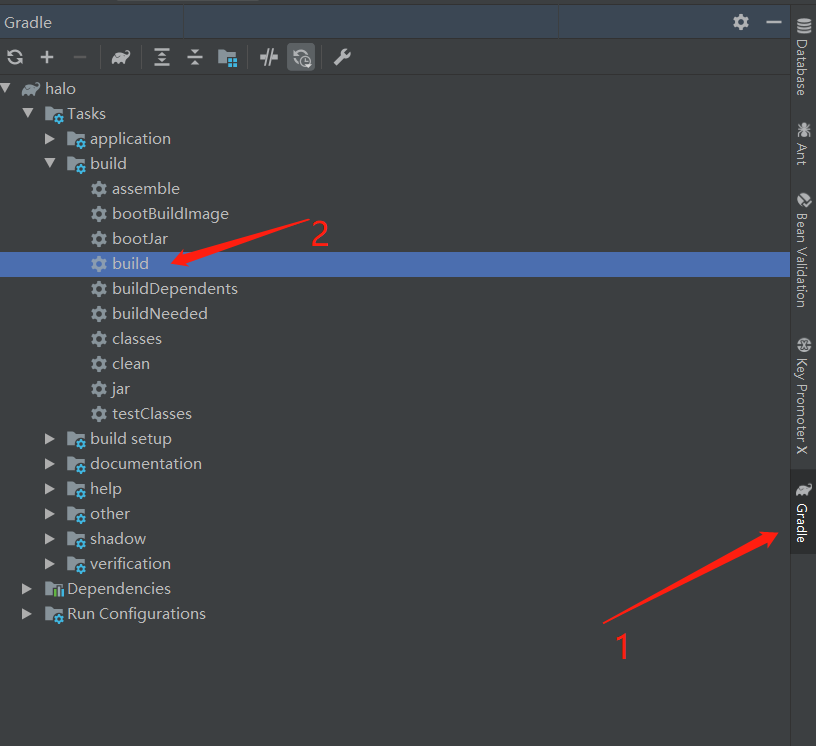 Gradle
halo
Tasks
application
build
assemble
bootBuildImage
bootJar
2
build
buildDependents
buildNeeded
classes
clean
jar
testClasses
build setup
documentation
help
other
shadow
verification
Dependencies
Run Configurations
1
Database
Ant
Bean Validation
Key Promoter X
Gradle